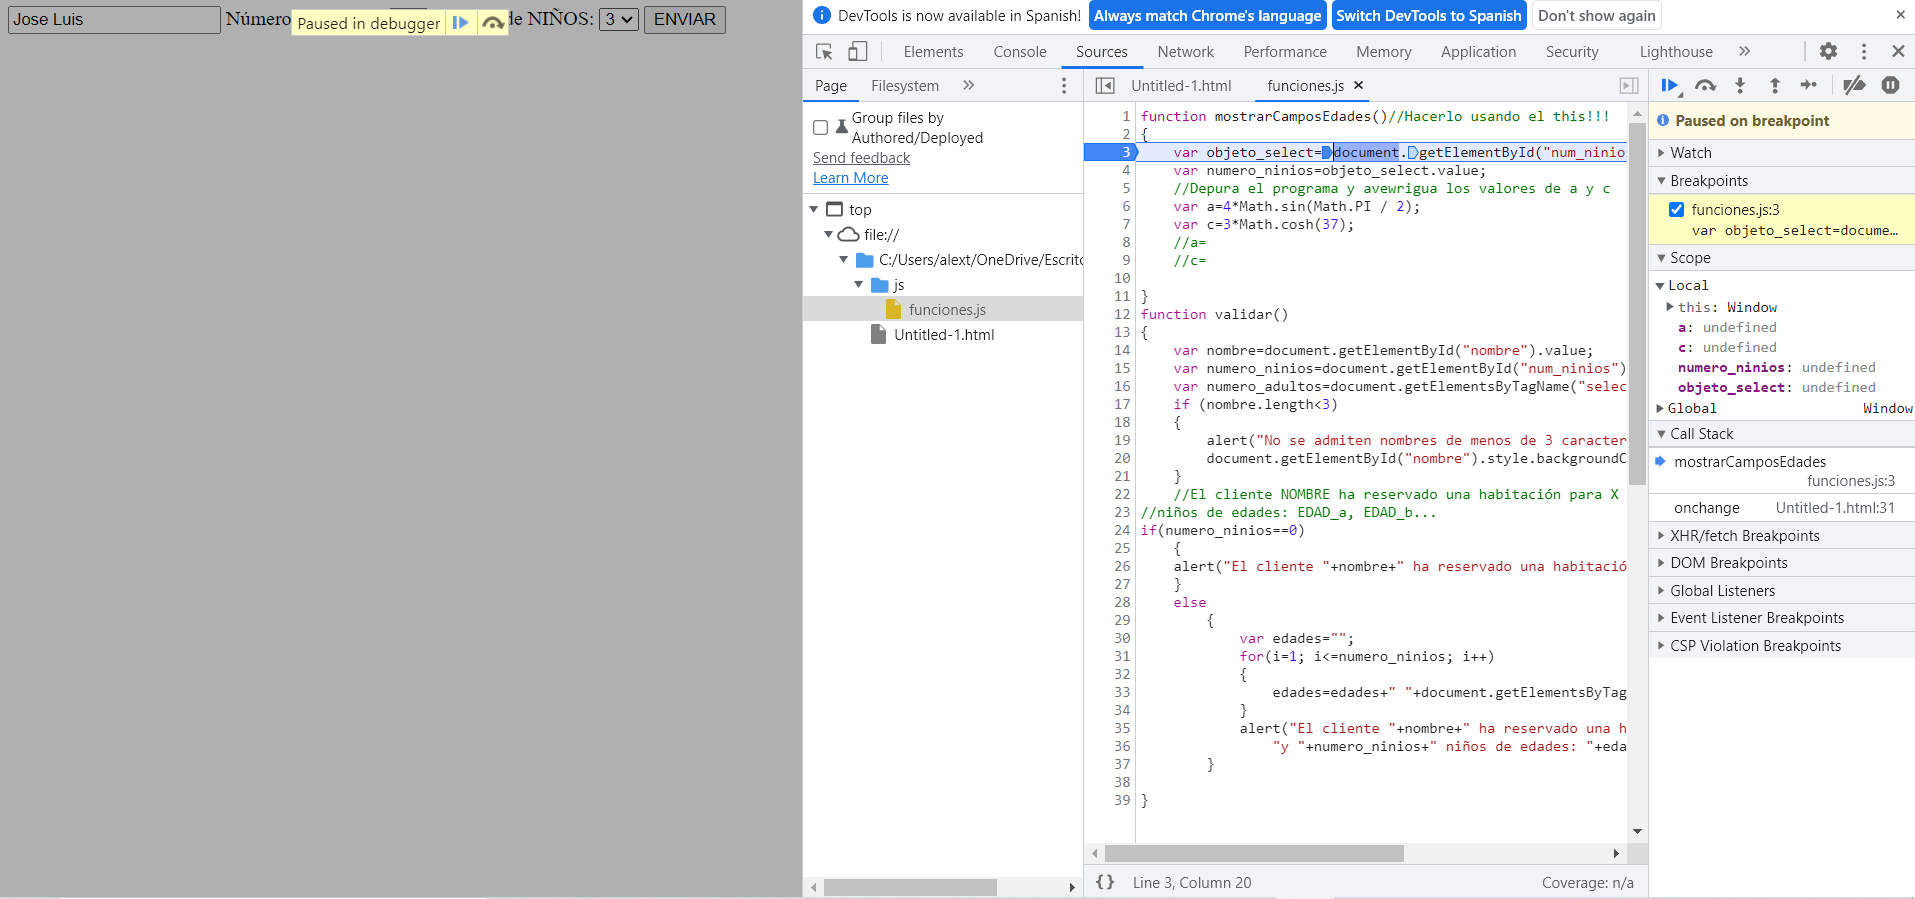 Jose Luis Número de NIÑOS: 3 ENVIAR
Paused in debugger
DevTools is now available in Spanish! Always match Chrome's language Switch DevTools to Spanish Don't show again ×
Elements Console Sources Network Performance Memory Application Security Lighthouse »
Page Filesystem »
Group files by
Authored/Deployed
Send feedback
Learn More
top
file://
C:/Users/alext/OneDrive/Escrito
js
funciones.js
Untitled-1.html
Untitled-1.html funciones.js ×
1 function mostrarCamposEdades()//Hacerlo usando el this!!!
2 {
3 var objeto_select=document.getElementById("num_ninio
4 var numero_ninios=objeto_select.value;
5 //Depura el programa y avewrigua los valores de a y c
6 var a=4*Math.sin(Math.PI / 2);
7 var c=3*Math.cosh(37);
8 //a=
9 //c=
10
11 }
12 function validar()
13 {
14 var nombre=document.getElementById("nombre").value;
15 var numero_ninios=document.getElementById("num_ninios")
16 var numero_adultos=document.getElementsByTagName("selec
17 if (nombre.length<3)
18 {
19 alert("No se admiten nombres de menos de 3 caracter
20 document.getElementById("nombre").style.backgroundC
21 }
22 //El cliente NOMBRE ha reservado una habitación para X
23 //niños de edades: EDAD_a, EDAD_b...
24 if(numero_ninios==0)
25 {
26 alert("El cliente "+nombre+" ha reservado una habitació
27 }
28 else
29 {
30 var edades="";
31 for(i=1; i<=numero_ninios; i++)
32 {
33 edades=edades+" "+document.getElementsByTag
34 }
35 alert("El cliente "+nombre+" ha reservado una h
36 "y "+numero_ninios+" niños de edades: "+eda
37 }
38
39 }
{} Line 3, Column 20 Coverage: n/a
Paused on breakpoint
Watch
Breakpoints
funciones.js:3
var objeto_select=docume…
Scope
Local
this: Window
a: undefined
c: undefined
numero_ninios: undefined
objeto_select: undefined
Global Window
Call Stack
mostrarCamposEdades
funciones.js:3
onchange Untitled-1.html:31
XHR/fetch Breakpoints
DOM Breakpoints
Global Listeners
Event Listener Breakpoints
CSP Violation Breakpoints